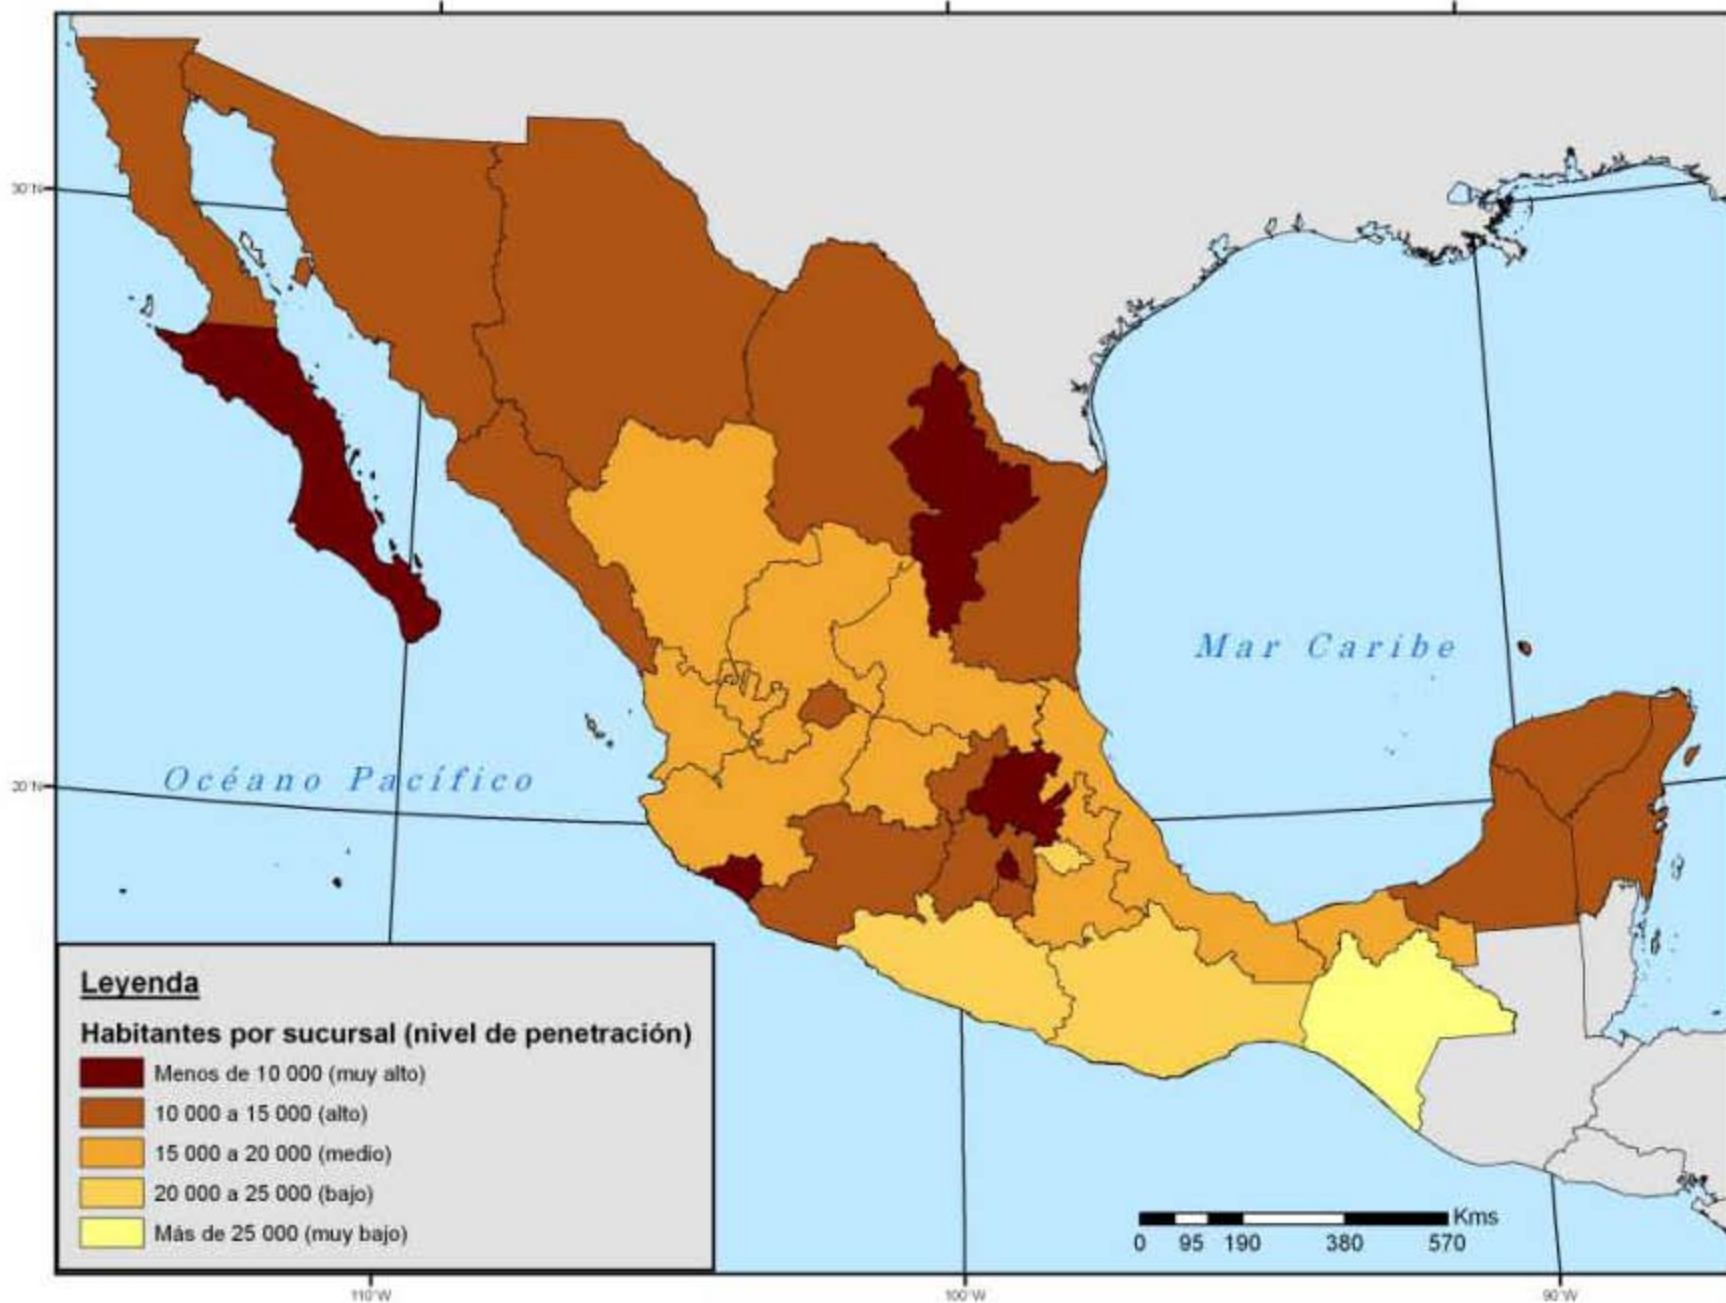 30°N
Mar Caribe
Océano Pacífico
20°N
Leyenda
Habitantes por sucursal (nivel de penetración)
Menos de 10 000 (muy alto)
10 000 a 15 000 (alto)
15 000 a 20 000 (medio)
20 000 a 25 000 (bajo)
Más de 25 000 (muy bajo)
Kms
0 95 190 380 570
110°W 100°W 90°W